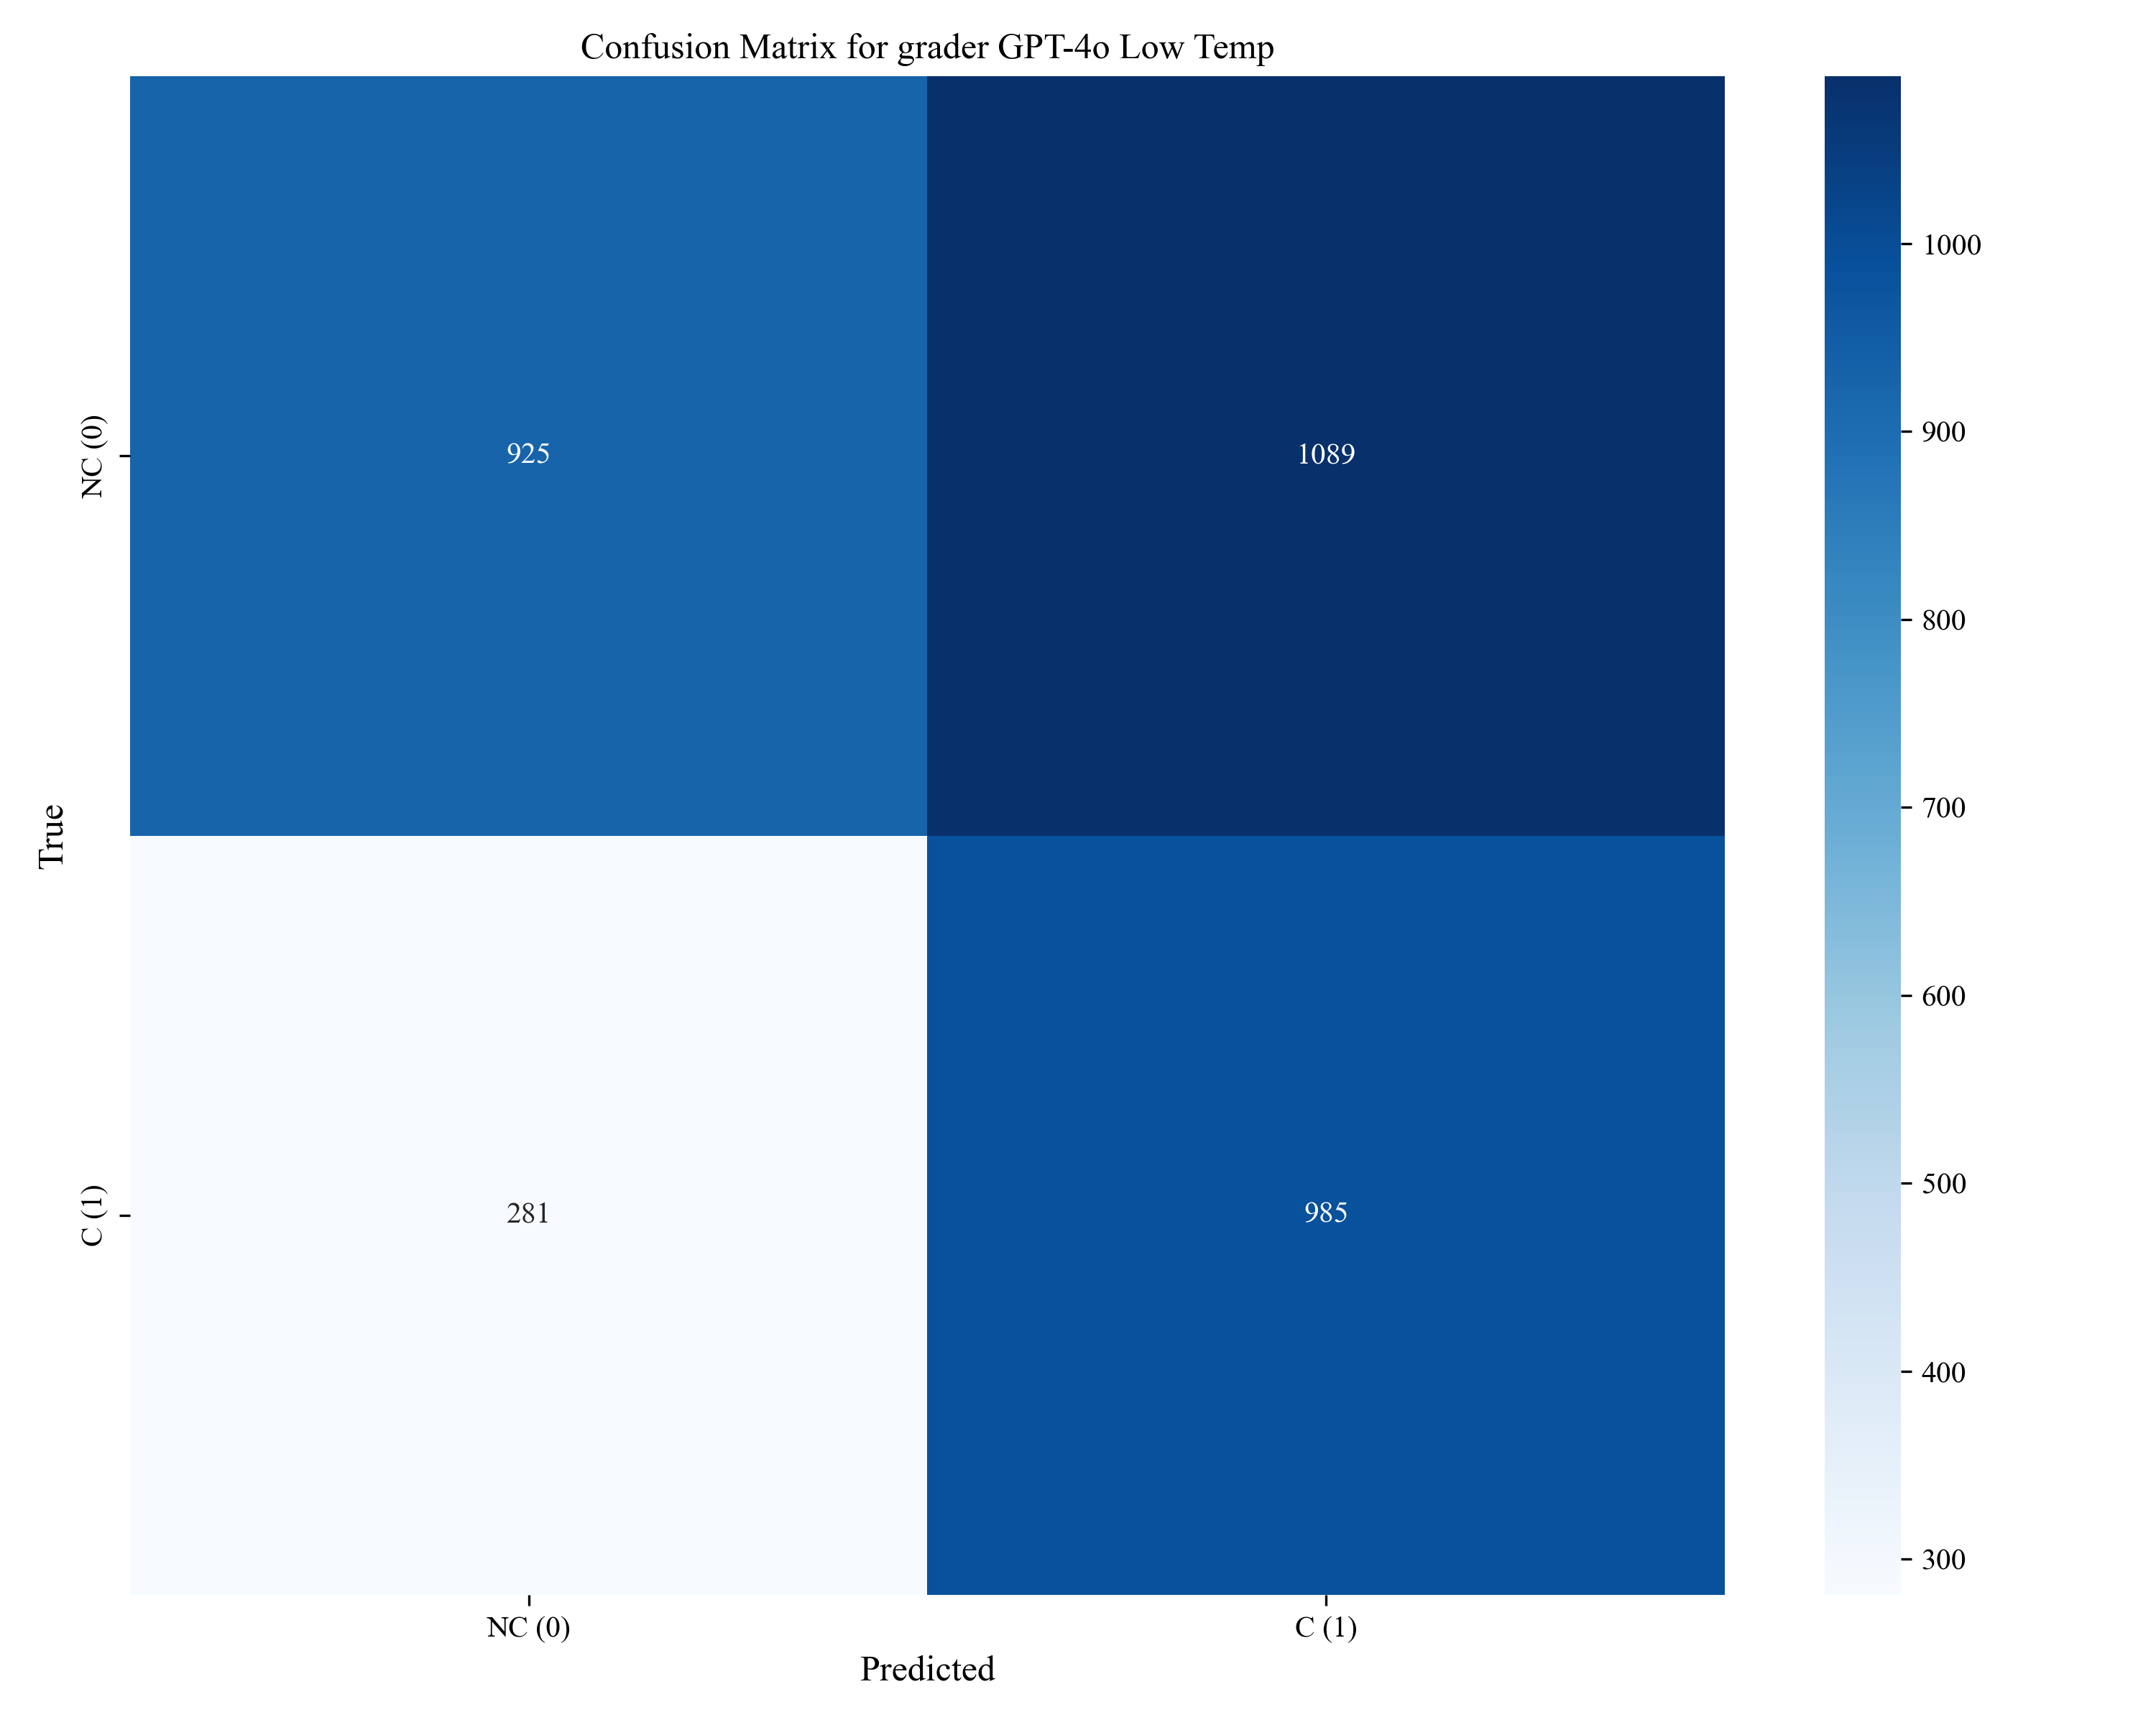 Confusion Matrix for grader GPT-4o Low Temp
True
NC (0)
C (1)
925
1089
281
985
NC (0)
C (1)
Predicted
1000
900
800
700
600
500
400
300